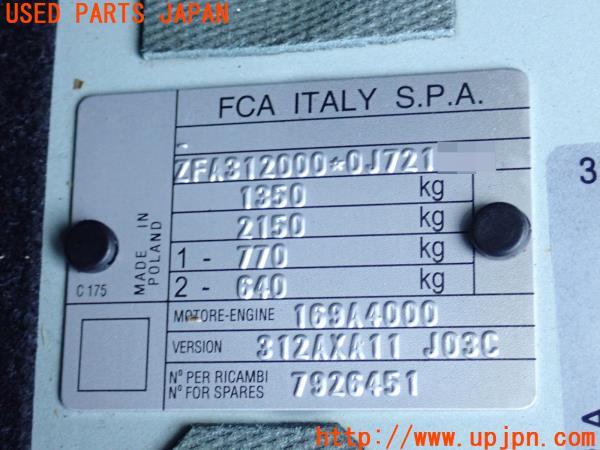 USED PARTS JAPAN
FCA ITALY S.P.A.
-
ZFA312000*0J721
1350 kg
2150 kg
1 - 770 kg
2 - 640 kg
MADE IN
POLAND
C 175
MOTORE-ENGINE 169A4000
VERSION 312AXA11 J03C
N° PER RICAMBI
N° FOR SPARES 7926451
3
http://www.upjpn.com